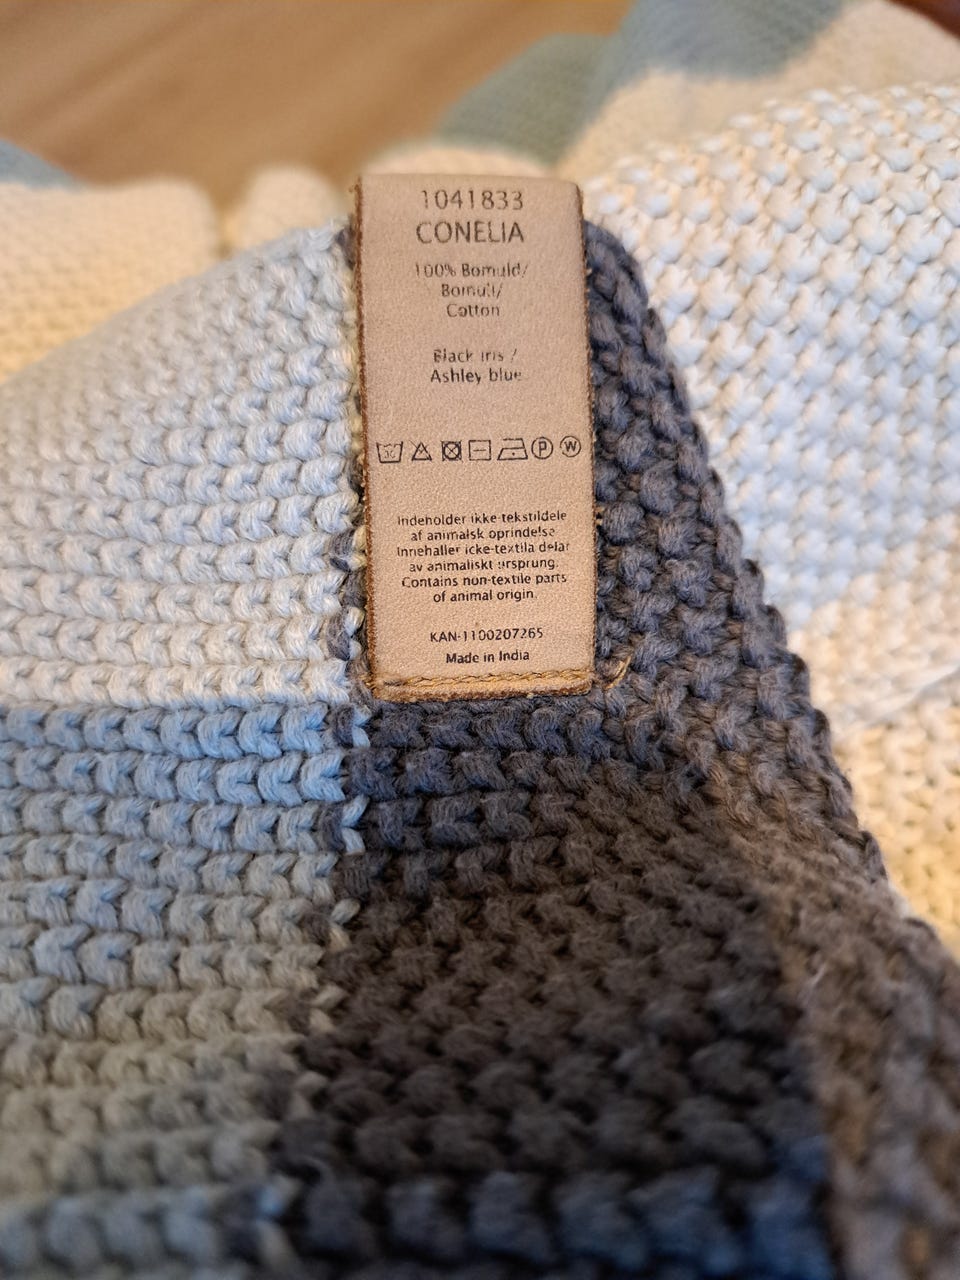 1041833
CONELIA
100% Bomuld/
Bomull/
Cotton
Black iris /
Ashley blue
30 P W
Indeholder ikke-tekstildele
af animalsk oprindelse
Innehåller icke-textila delar
av animaliskt ursprung.
Contains non-textile parts
of animal origin.
KAN-1100207265
Made in India